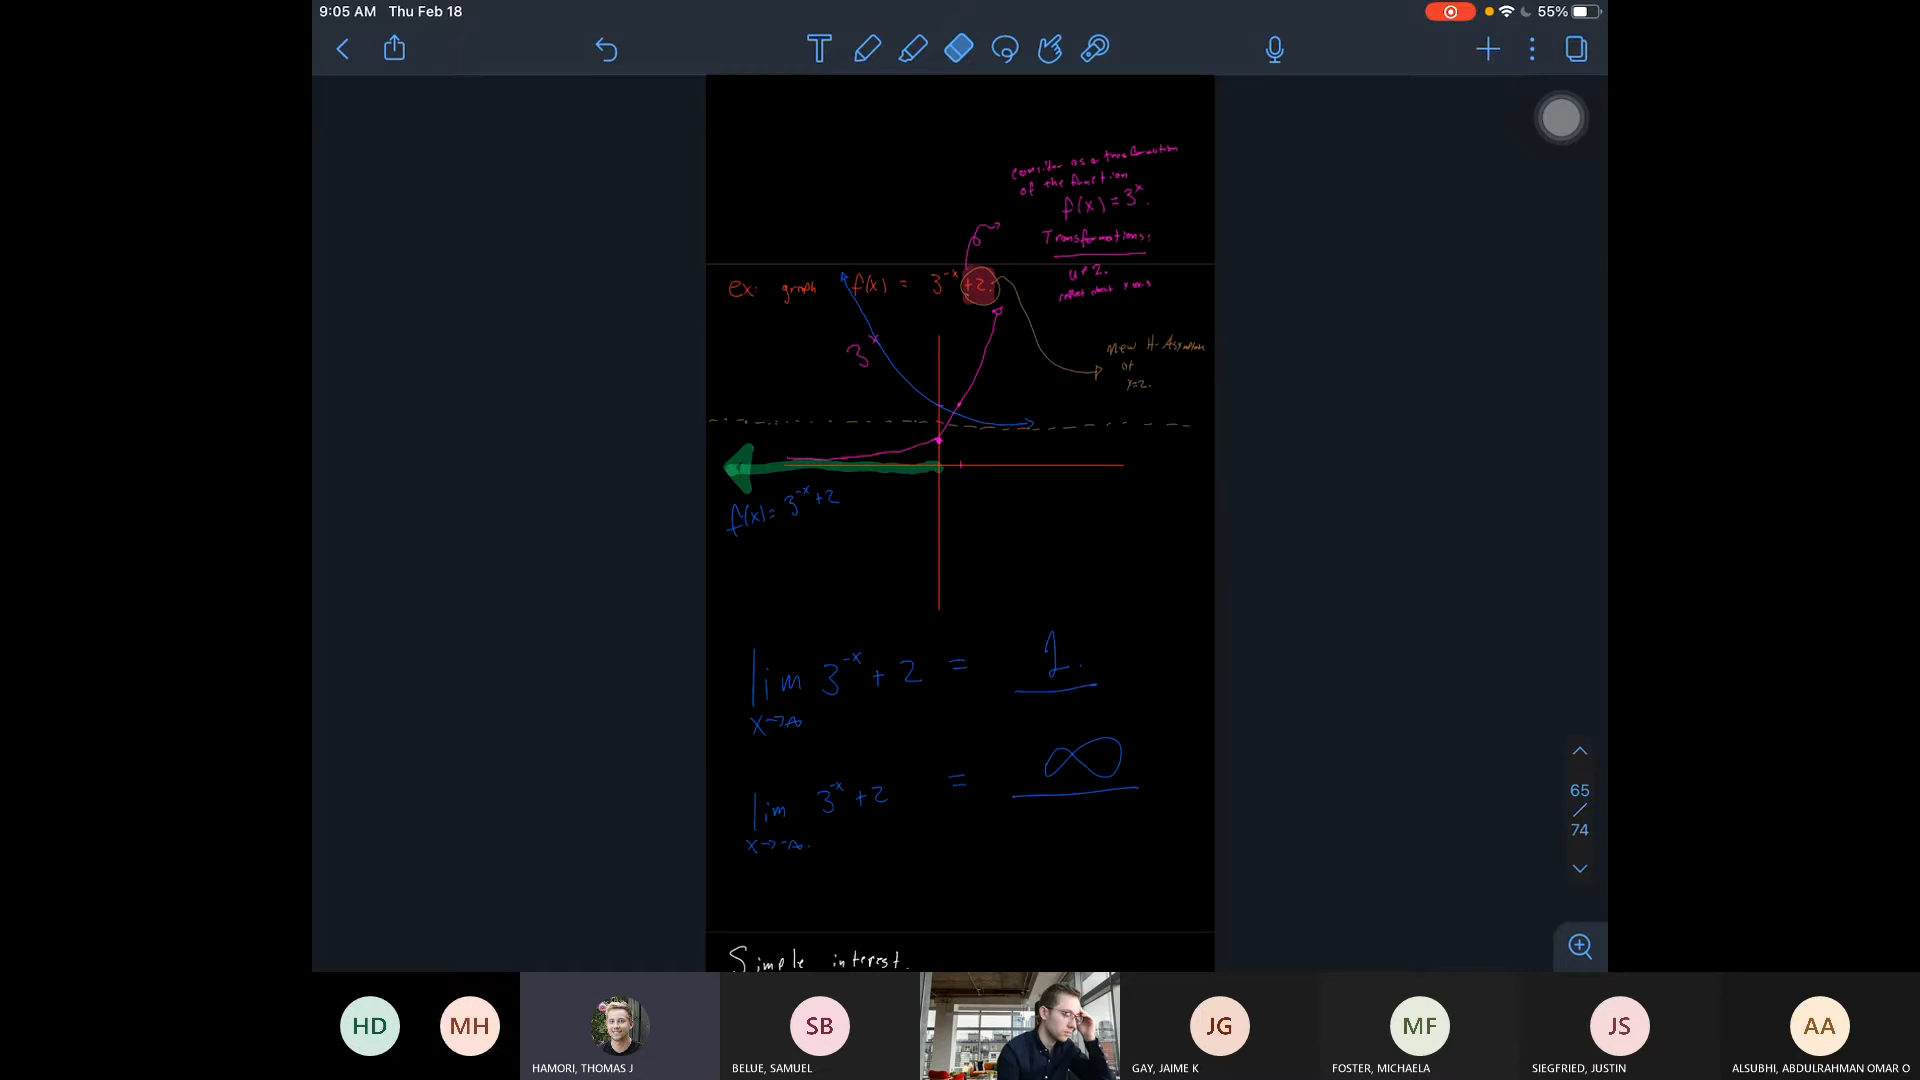 9:05 AM Thu Feb 18
55%
consider as a transformation
of the function
f(x) = 3^x.
Transformations:
up 2.
reflect about y axis
ex: graph f(x) = 3^-x +2.
3^x
new H-Asymptote
at
y=2.
f(x)= 3^-x +2
lim 3^-x + 2 =
x→∞
lim 3^-x +2 = ∞
x→-∞.
65
/
74
Simple interest.
HD
MH
SB
JG
MF
JS
AA
HAMORI, THOMAS J
BELUE, SAMUEL
GAY, JAIME K
FOSTER, MICHAELA
SIEGFRIED, JUSTIN
ALSUBHI, ABDULRAHMAN OMAR O